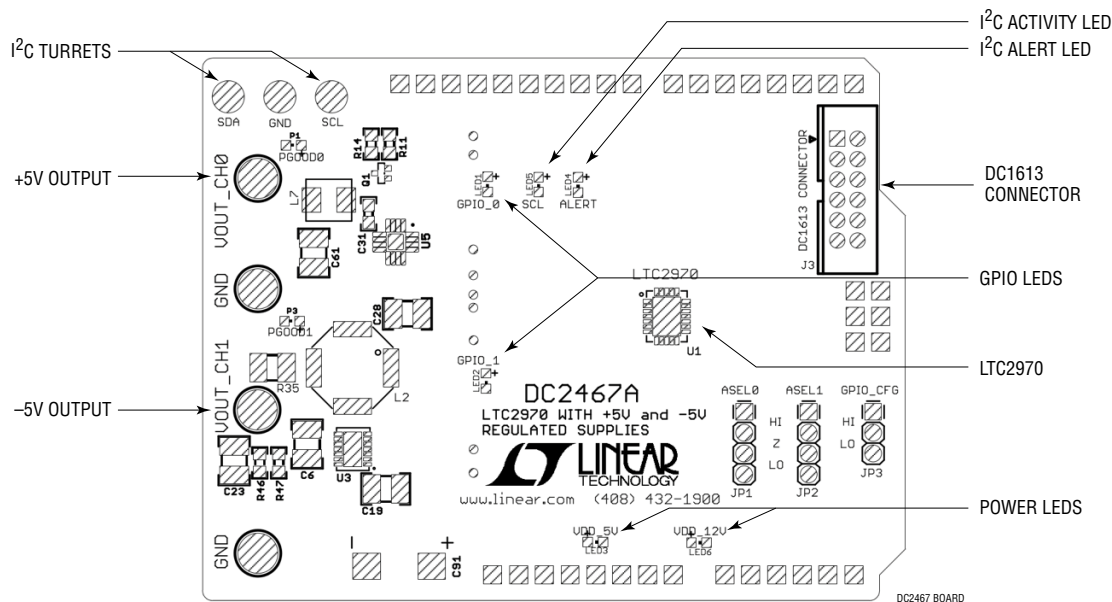 I2C ACTIVITY LED
I2C ALERT LED
I2C TURRETS
SDA
GND
SCL
P1
PGOOD0
R14
R11
Q1
+5V OUTPUT
VOUT_CH0
L7
C31
U5
C61
LED1
GPIO_0
LED5
SCL
LED4
ALERT
DC1613 CONNECTOR
J3
DC1613
CONNECTOR
GPIO LEDS
LTC2970
U1
LTC2970
GND
P3
PGOOD1
C28
R35
L2
GPIO_1
LED2
–5V OUTPUT
VOUT_CH1
DC2467A
LTC2970 WITH +5V and -5V
REGULATED SUPPLIES
LINEAR
TECHNOLOGY
www.linear.com (408) 432-1900
ASEL0
ASEL1
GPIO_CFG
HI
Z
LO
HI
LO
JP1
JP2
JP3
C23
R46
R47
C6
U3
C19
POWER LEDS
VDD_5V
LED3
VDD_12V
LED6
GND
- +
C91
DC2467 BOARD